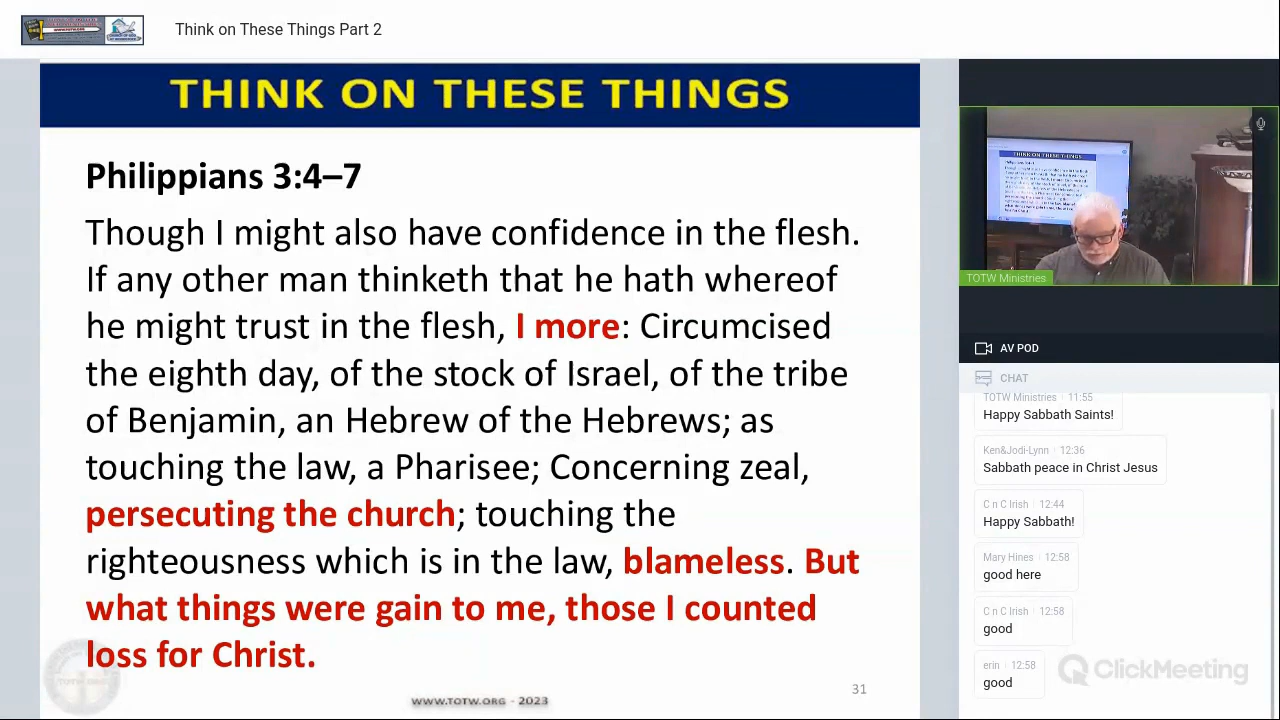 Think on These Things Part 2
THINK ON THESE THINGS
Philippians 3:4–7
Though I might also have confidence in the flesh.
If any other man thinketh that he hath whereof
he might trust in the flesh, I more: Circumcised
the eighth day, of the stock of Israel, of the tribe
of Benjamin, an Hebrew of the Hebrews; as
touching the law, a Pharisee; Concerning zeal,
persecuting the church; touching the
righteousness which is in the law, blameless. But
what things were gain to me, those I counted
loss for Christ.
WWW.TOTW.ORG - 2023
31
THINK ON THESE THINGS
TOTW Ministries
AV POD
CHAT
TOTW Ministries 11:55
Happy Sabbath Saints!
Ken&Jodi-Lynn 12:36
Sabbath peace in Christ Jesus
C n C Irish 12:44
Happy Sabbath!
Mary Hines 12:58
good here
C n C Irish 12:58
good
erin 12:58
good
ClickMeeting